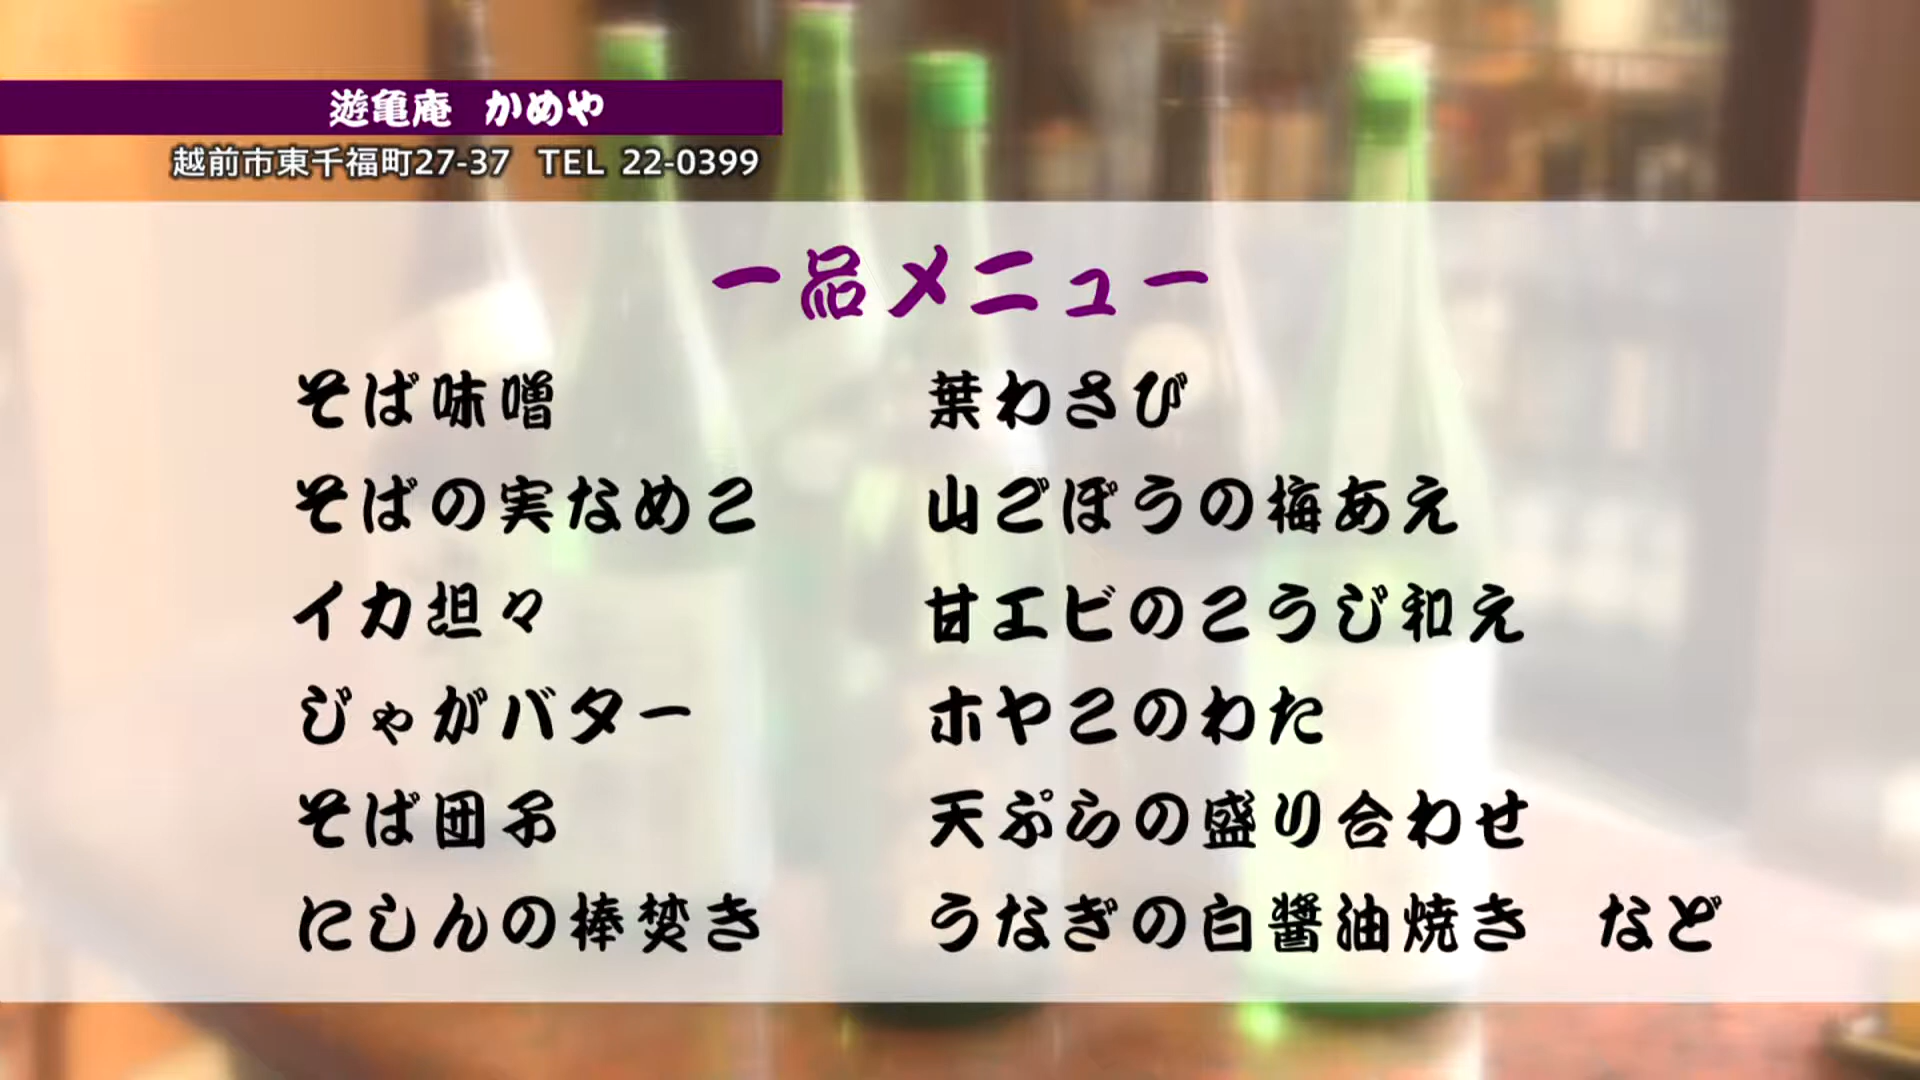 遊亀庵 かめや
越前市東千福町27-37 TEL 22-0399
一品メニュー
そば味噌
そばの実なめこ
イカ坦々
じゃがバター
そば団子
にしんの棒焚き
葉わさび
山ごぼうの梅あえ
甘エビのこうじ和え
ホヤこのわた
天ぷらの盛り合わせ
うなぎの白醤油焼き など